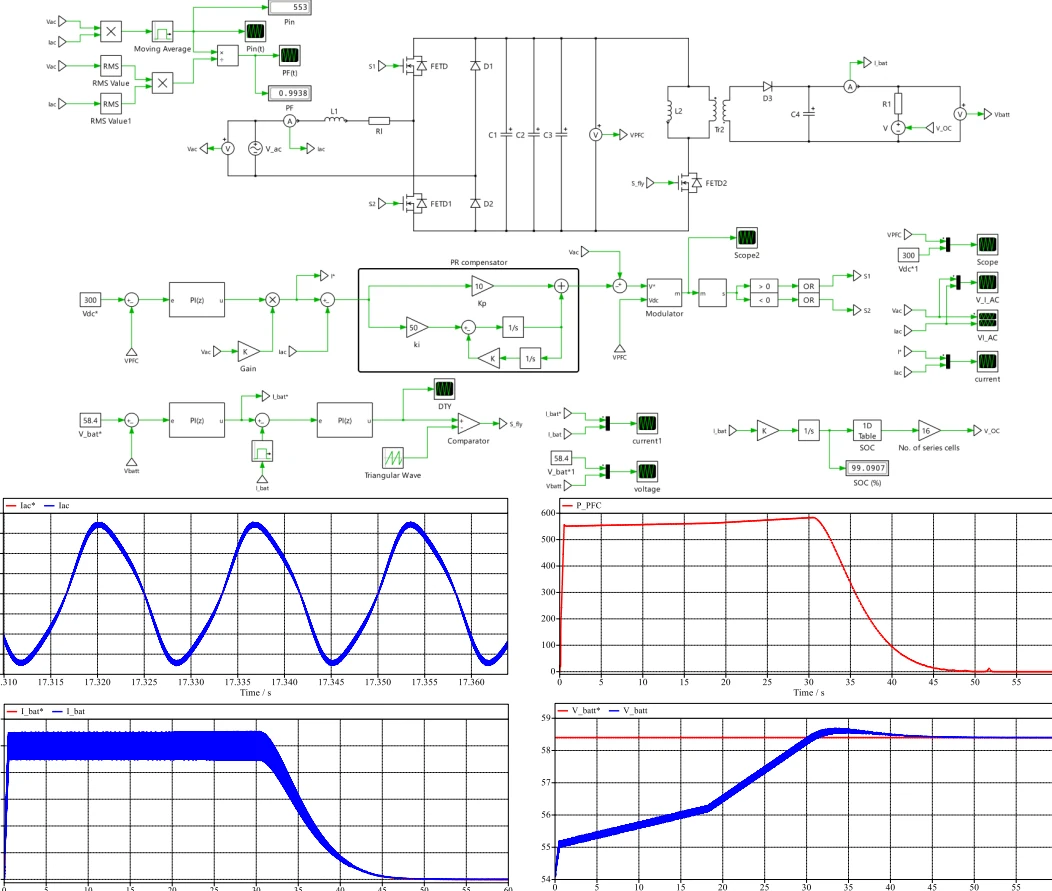 553
Vac
Iac
Moving Average
Pin
Pin(t)
Vac
RMS
RMS Value
PF(t)
Iac
RMS
RMS Value1
0.9938
PF
S1
FETD
D1
L1
RI
Vac
V
V_ac
A
Iac
C1
C2
C3
V
VPFC
S2
FETD1
D2
L2
Tr2
S_fly
FETD2
D3
C4
I_bat
A
R1
V
V_OC
V
Vbatt
PR compensator
300
Vdc*
VPFC
e
PI(z)
u
I*
Vac
K
Gain
Iac
10
Kp
50
ki
1/s
K
1/s
Vac
VPFC
V*
Vdc
m
Modulator
m
s
Scope2
> 0
< 0
OR
OR
S1
S2
VPFC
300
Vdc*1
Scope
V_I_AC
Vac
Iac
VI_AC
I*
Iac
current
58.4
V_bat*
Vbatt
e
PI(z)
u
I_bat*
I_bat
e
PI(z)
u
DTY
Triangular Wave
Comparator
S_fly
I_bat*
I_bat
current1
58.4
V_bat*1
Vbatt
voltage
I_bat
K
1/s
1D
Table
SOC
16
No. of series cells
V_OC
99.0907
SOC (%)
Iac* Iac
.310 17.315 17.320 17.325 17.330 17.335 17.340 17.345 17.350 17.355 17.360
Time / s
P_PFC
600
500
400
300
200
100
0
0 5 10 15 20 25 30 35 40 45 50 55
Time / s
I_bat* I_bat
0 5 10 15 20 25 30 35 40 45 50 55 60
V_batt* V_batt
59
58
57
56
55
54
0 5 10 15 20 25 30 35 40 45 50 55